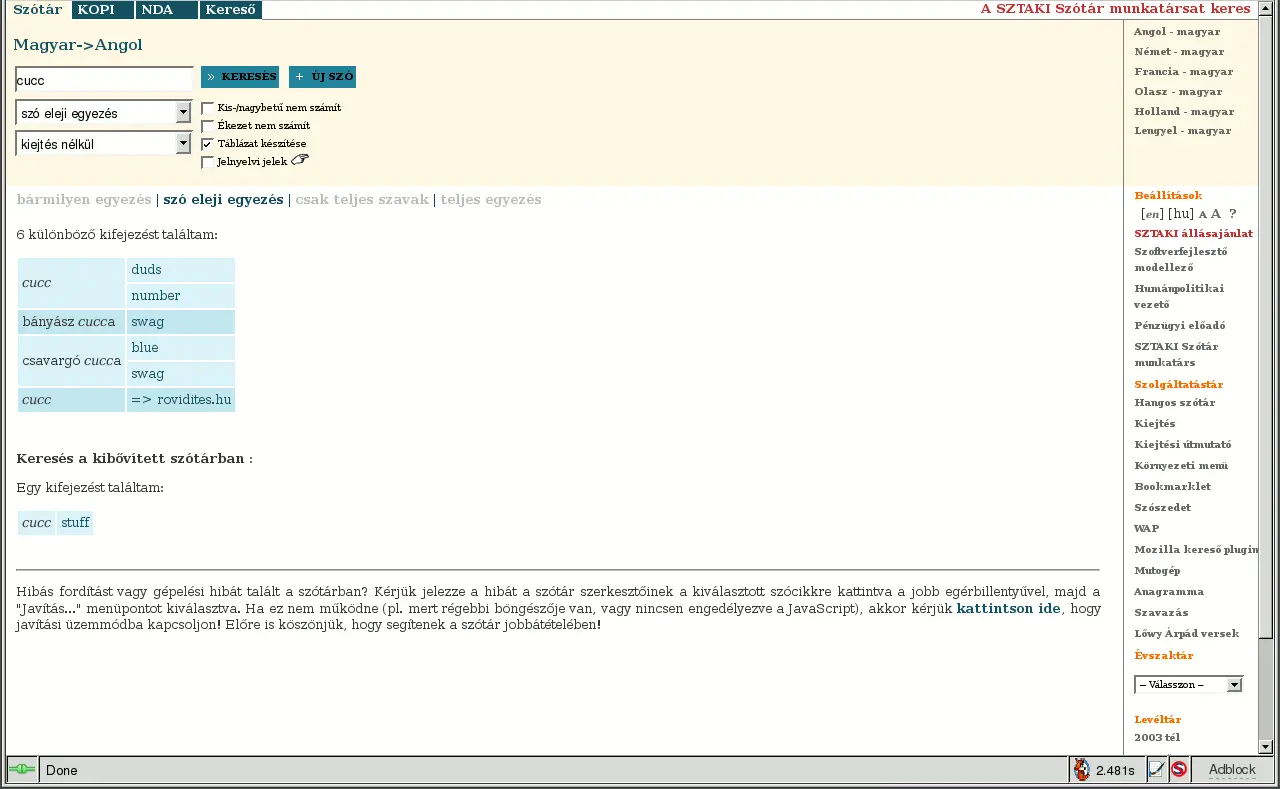 Szótár KOPI NDA Kereső
A SZTAKI Szótár munkatársat keres
Magyar->Angol
cucc » KERESÉS + ÚJ SZÓ
szó eleji egyezés
kiejtés nélkül
Kis-/nagybetű nem számít
Ékezet nem számít
Táblázat készítése
Jelnyelvi jelek
bármilyen egyezés | szó eleji egyezés | csak teljes szavak | teljes egyezés
6 különböző kifejezést találtam:
cucc duds
number
bányász cucca swag
csavargó cucca blue
swag
cucc => rovidites.hu
Keresés a kibővített szótárban :
Egy kifejezést találtam:
cucc stuff
Hibás fordítást vagy gépelési hibát talált a szótárban? Kérjük jelezze a hibát a szótár szerkesztőinek a kiválasztott szócikkre kattintva a jobb egérbillentyűvel, majd a
"Javítás..." menüpontot kiválasztva. Ha ez nem működne (pl. mert régebbi böngészője van, vagy nincsen engedélyezve a JavaScript), akkor kérjük kattintson ide, hogy
javítási üzemmódba kapcsoljon! Előre is köszönjük, hogy segítenek a szótár jobbátételében!
Angol - magyar
Német - magyar
Francia - magyar
Olasz - magyar
Holland - magyar
Lengyel - magyar
Beállítások
[en] [hu] A A ?
SZTAKI állásajánlat
Szoftverfejlesztő
modellező
Humánpolitikai
vezető
Pénzügyi előadó
SZTAKI Szótár
munkatárs
Szolgáltatástár
Hangos szótár
Kiejtés
Kiejtési útmutató
Környezeti menü
Bookmarklet
Szószedet
WAP
Mozilla kereső plugin
Mutogép
Anagramma
Szavazás
Lőwy Árpád versek
Évszaktár
-- Válasszon --
Levéltár
2003 tél
Done 2.481s Adblock